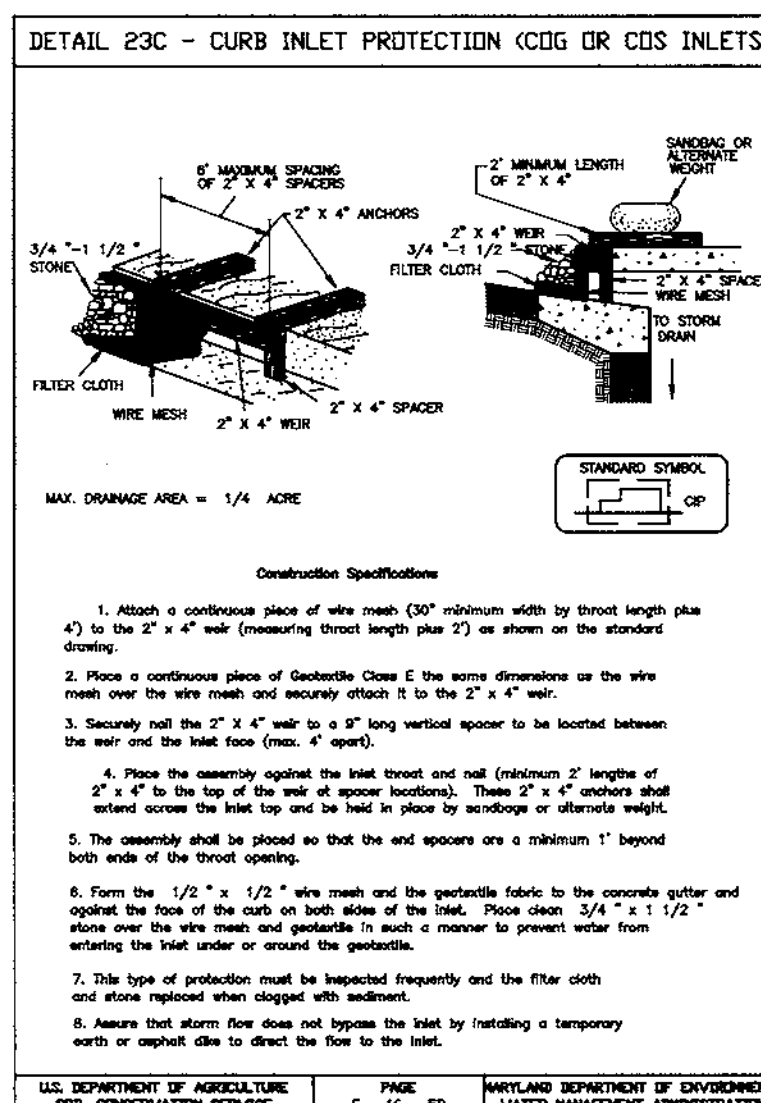 DETAIL 23C - CURB INLET PROTECTION (COG OR COS INLETS
6' MAXIMUM SPACING
OF 2" X 4" SPACERS
2" X 4" ANCHORS
3/4 "-1 1/2 "
STONE
FILTER CLOTH
WIRE MESH
2" X 4" WEIR
2" X 4" SPACER
SANDBAG OR
ALTERNATE
WEIGHT
2' MINIMUM LENGTH
OF 2" X 4"
2" X 4" WEIR
3/4 "-1 1/2 " STONE
FILTER CLOTH
2" X 4" SPACE
WIRE MESH
TO STORM
DRAIN
MAX. DRAINAGE AREA = 1/4 ACRE
STANDARD SYMBOL
CIP
Construction Specifications
1. Attach a continuous piece of wire mesh (30" minimum width by throat length plus
4') to the 2" x 4" weir (measuring throat length plus 2') as shown on the standard
drawing.
2. Place a continuous piece of Geotextile Class E the same dimensions as the wire
mesh over the wire mesh and securely attach it to the 2" x 4" weir.
3. Securely nail the 2" X 4" weir to a 9" long vertical spacer to be located between
the weir and the inlet face (max. 4' apart).
4. Place the assembly against the inlet throat and nail (minimum 2' lengths of
2" x 4" to the top of the weir at spacer locations). These 2" x 4" anchors shall
extend across the inlet top and be held in place by sandbags or alternate weight.
5. The assembly shall be placed so that the end spacers are a minimum 1' beyond
both ends of the throat opening.
6. Form the 1/2 " x 1/2 " wire mesh and the geotextile fabric to the concrete gutter and
against the face of the curb on both sides of the inlet. Place clean 3/4 " x 1 1/2 "
stone over the wire mesh and geotextile in such a manner to prevent water from
entering the inlet under or around the geotextile.
7. This type of protection must be inspected frequently and the filter cloth
and stone replaced when clogged with sediment.
8. Assure that storm flow does not bypass the inlet by installing a temporary
earth or asphalt dike to direct the flow to the inlet.
U.S. DEPARTMENT OF AGRICULTURE
PAGE
MARYLAND DEPARTMENT OF ENVIRONME